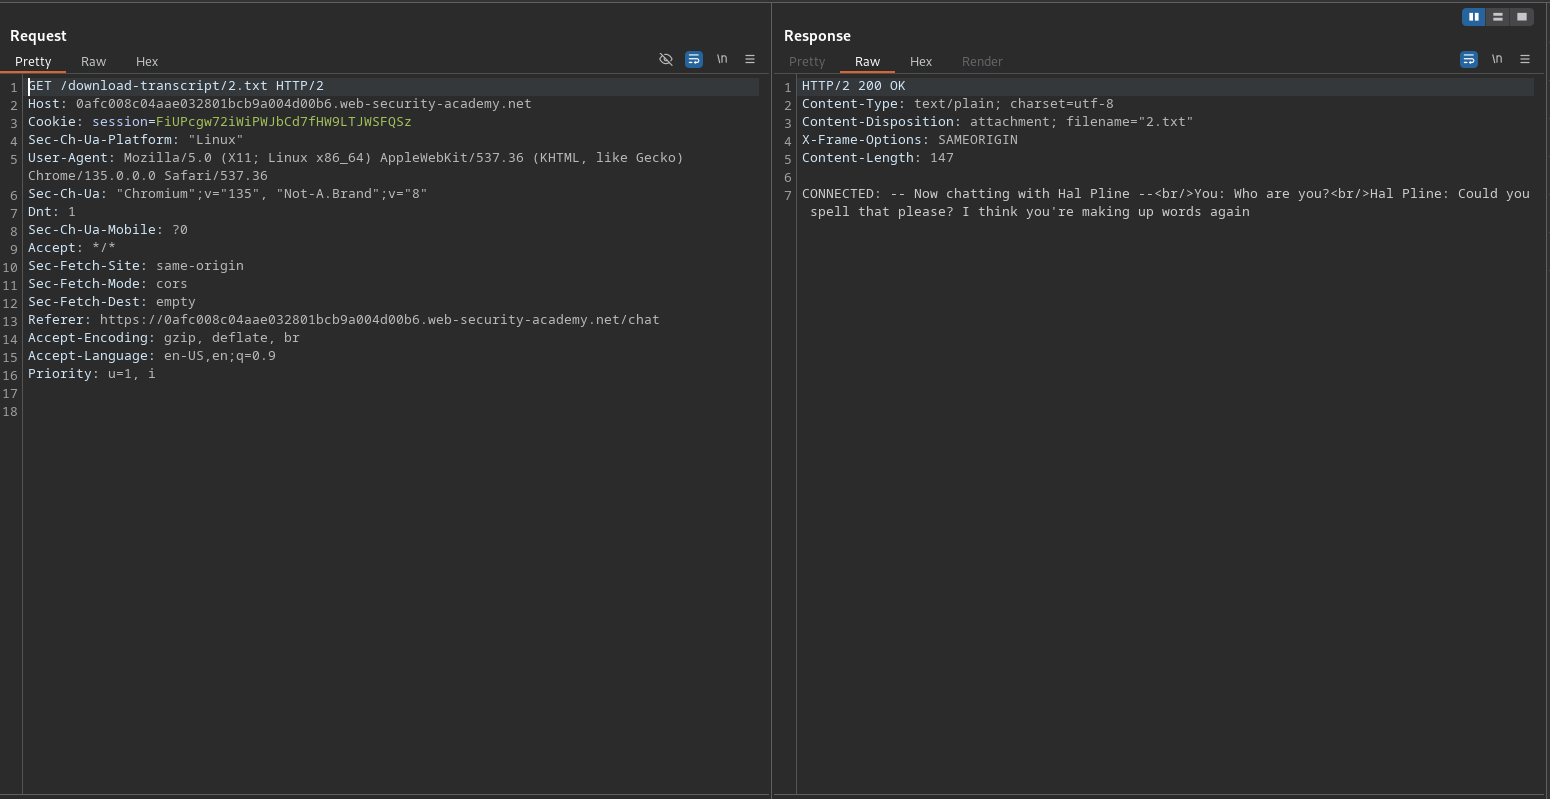 Request
Pretty Raw Hex
\n
1 GET /download-transcript/2.txt HTTP/2
2 Host: 0afc008c04aae032801bcb9a004d00b6.web-security-academy.net
3 Cookie: session=FiUPcgw72iWiPWJbCd7fHW9LTJWSFQSz
4 Sec-Ch-Ua-Platform: "Linux"
5 User-Agent: Mozilla/5.0 (X11; Linux x86_64) AppleWebKit/537.36 (KHTML, like Gecko)
Chrome/135.0.0.0 Safari/537.36
6 Sec-Ch-Ua: "Chromium";v="135", "Not-A.Brand";v="8"
7 Dnt: 1
8 Sec-Ch-Ua-Mobile: ?0
9 Accept: */*
10 Sec-Fetch-Site: same-origin
11 Sec-Fetch-Mode: cors
12 Sec-Fetch-Dest: empty
13 Referer: https://0afc008c04aae032801bcb9a004d00b6.web-security-academy.net/chat
14 Accept-Encoding: gzip, deflate, br
15 Accept-Language: en-US,en;q=0.9
16 Priority: u=1, i
17
18
Response
Pretty Raw Hex Render
\n
1 HTTP/2 200 OK
2 Content-Type: text/plain; charset=utf-8
3 Content-Disposition: attachment; filename="2.txt"
4 X-Frame-Options: SAMEORIGIN
5 Content-Length: 147
6
7 CONNECTED: -- Now chatting with Hal Pline --<br/>You: Who are you?<br/>Hal Pline: Could you
spell that please? I think you're making up words again